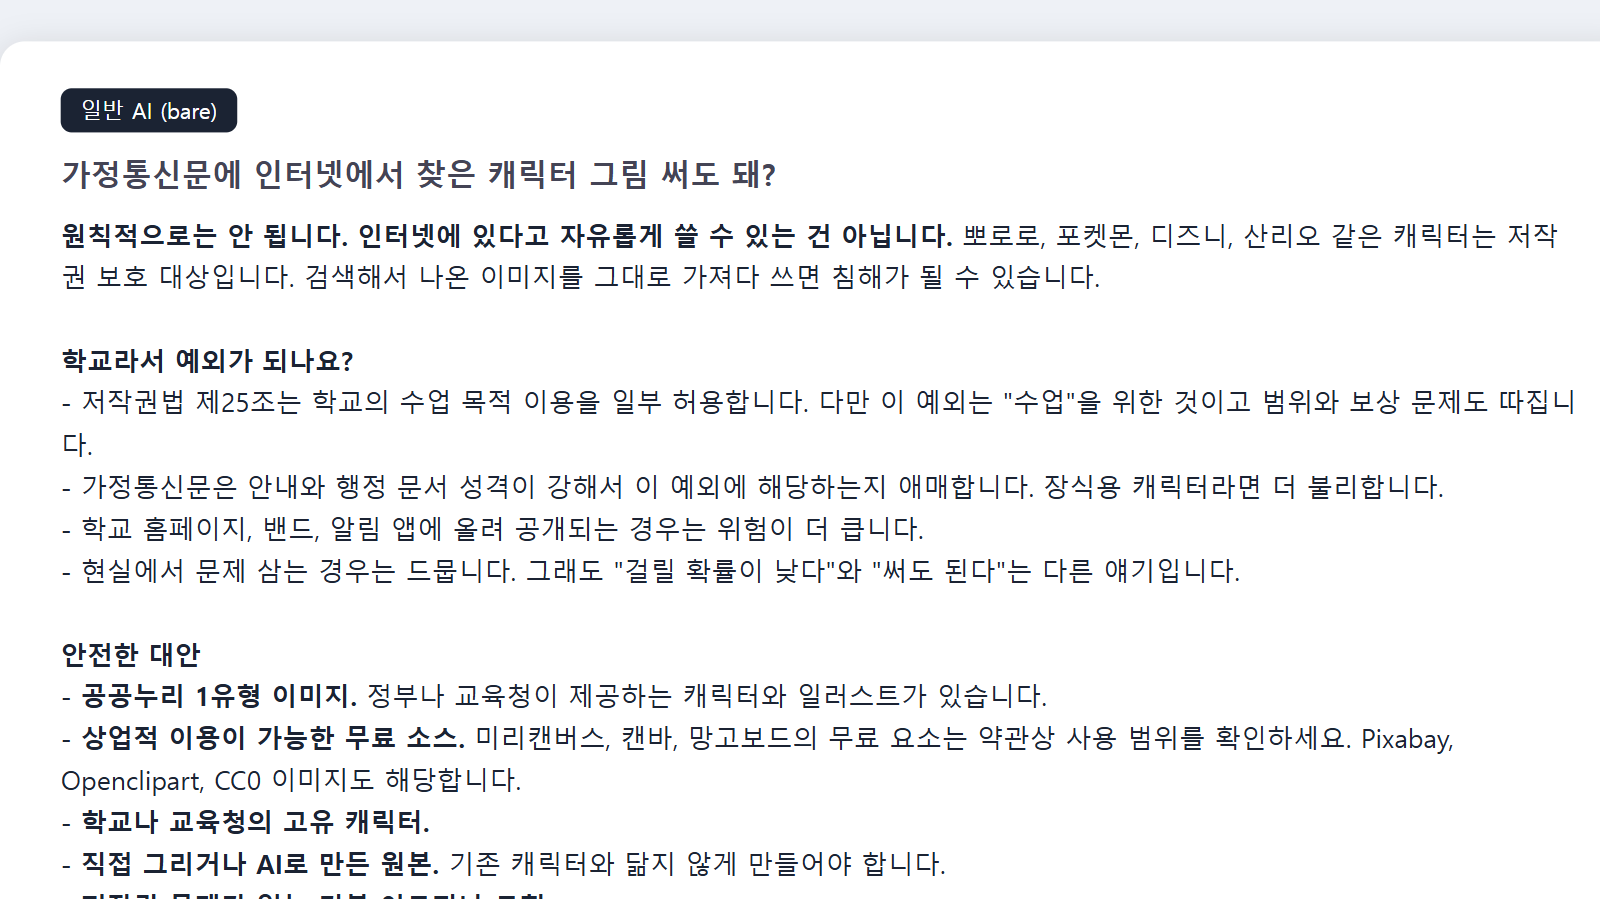 일반 AI (bare)
가정통신문에 인터넷에서 찾은 캐릭터 그림 써도 돼?
원칙적으로는 안 됩니다. 인터넷에 있다고 자유롭게 쓸 수 있는 건 아닙니다. 뽀로로, 포켓몬, 디즈니, 산리오 같은 캐릭터는 저작
권 보호 대상입니다. 검색해서 나온 이미지를 그대로 가져다 쓰면 침해가 될 수 있습니다.
학교라서 예외가 되나요?
- 저작권법 제25조는 학교의 수업 목적 이용을 일부 허용합니다. 다만 이 예외는 "수업"을 위한 것이고 범위와 보상 문제도 따집니
다.
- 가정통신문은 안내와 행정 문서 성격이 강해서 이 예외에 해당하는지 애매합니다. 장식용 캐릭터라면 더 불리합니다.
- 학교 홈페이지, 밴드, 알림 앱에 올려 공개되는 경우는 위험이 더 큽니다.
- 현실에서 문제 삼는 경우는 드뭅니다. 그래도 "걸릴 확률이 낮다"와 "써도 된다"는 다른 얘기입니다.
안전한 대안
- 공공누리 1유형 이미지. 정부나 교육청이 제공하는 캐릭터와 일러스트가 있습니다.
- 상업적 이용이 가능한 무료 소스. 미리캔버스, 캔바, 망고보드의 무료 요소는 약관상 사용 범위를 확인하세요. Pixabay,
Openclipart, CC0 이미지도 해당합니다.
- 학교나 교육청의 고유 캐릭터.
- 직접 그리거나 AI로 만든 원본. 기존 캐릭터와 닮지 않게 만들어야 합니다.